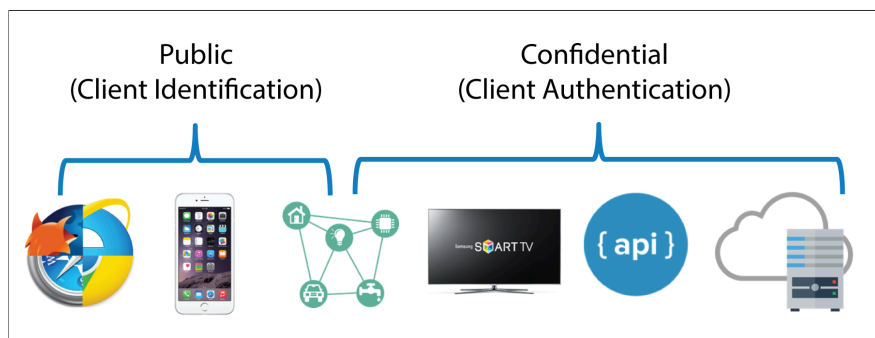 Public
(Client Identification)
Confidential
(Client Authentication)
Samsung SMART TV
{ api }